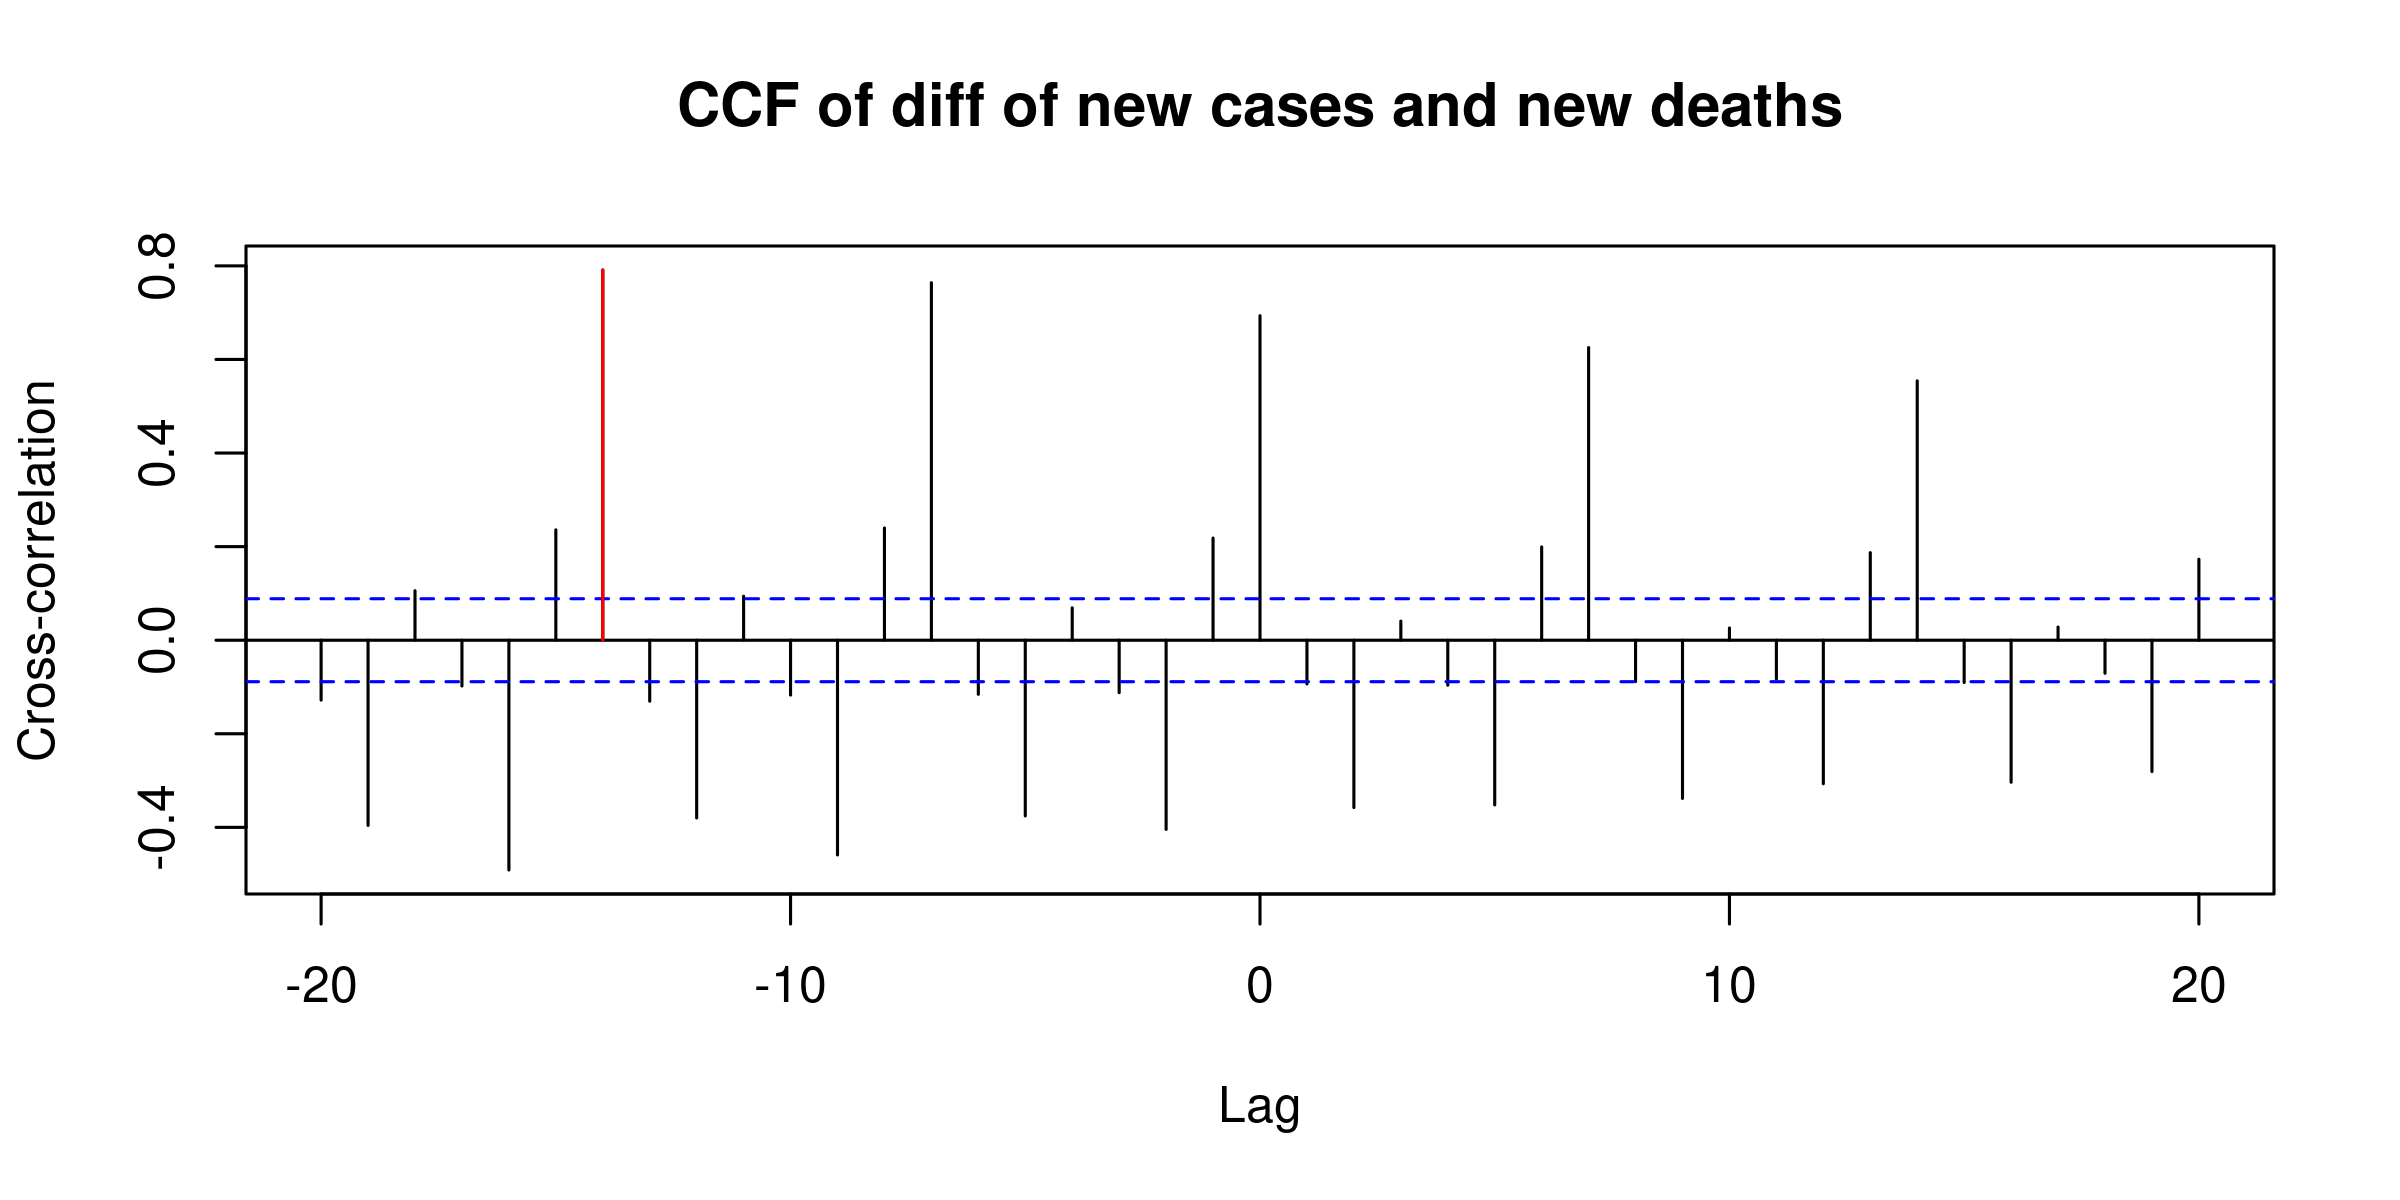 CCF of diff of new cases and new deaths
Cross-correlation
0.8
0.4
0.0
-0.4
-20 -10 0 10 20
Lag